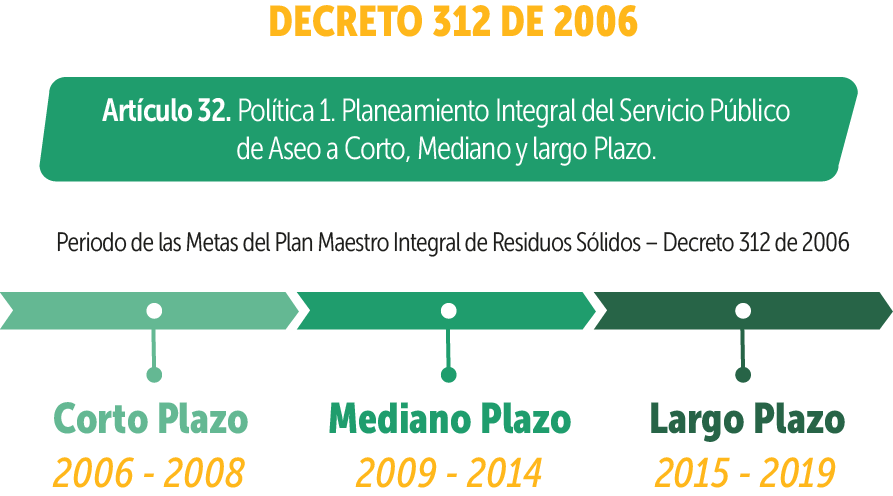 DECRETO 312 DE 2006
Artículo 32. Política 1. Planeamiento Integral del Servicio Público
de Aseo a Corto, Mediano y largo Plazo.
Periodo de las Metas del Plan Maestro Integral de Residuos Sólidos – Decreto 312 de 2006
Corto Plazo
2006 - 2008
Mediano Plazo
2009 - 2014
Largo Plazo
2015 - 2019